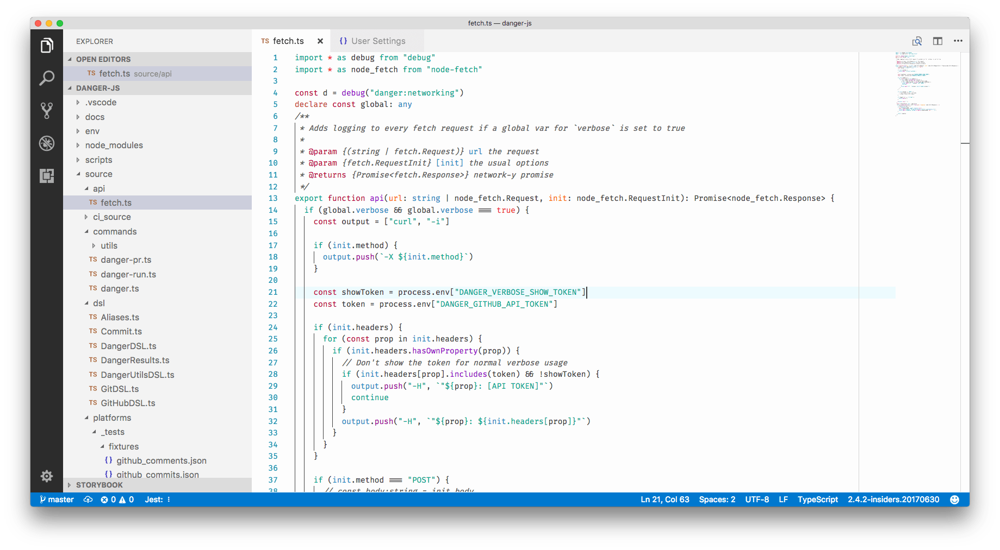 fetch.ts — danger-js
EXPLORER
OPEN EDITORS
TS fetch.ts source/api
DANGER-JS
.vscode
docs
env
node_modules
scripts
source
api
TS fetch.ts
ci_source
commands
utils
TS danger-pr.ts
TS danger-run.ts
TS danger.ts
dsl
TS Aliases.ts
TS Commit.ts
TS DangerDSL.ts
TS DangerResults.ts
TS DangerUtilsDSL.ts
TS GitDSL.ts
TS GitHubDSL.ts
platforms
_tests
fixtures
{} github_comments.json
{} github_commits.json
STORYBOOK
TS fetch.ts × {} User Settings
1 import * as debug from "debug"
2 import * as node_fetch from "node-fetch"
3
4 const d = debug("danger:networking")
5 declare const global: any
6 /**
7 * Adds logging to every fetch request if a global var for `verbose` is set to true
8 *
9 * @param {(string | fetch.Request)} url the request
10 * @param {fetch.RequestInit} [init] the usual options
11 * @returns {Promise<fetch.Response>} network-y promise
12 */
13 export function api(url: string | node_fetch.Request, init: node_fetch.RequestInit): Promise<node_fetch.Response> {
14 if (global.verbose && global.verbose === true) {
15 const output = ["curl", "-i"]
16
17 if (init.method) {
18 output.push(`-X ${init.method}`)
19 }
20
21 const showToken = process.env["DANGER_VERBOSE_SHOW_TOKEN"]
22 const token = process.env["DANGER_GITHUB_API_TOKEN"]
23
24 if (init.headers) {
25 for (const prop in init.headers) {
26 if (init.headers.hasOwnProperty(prop)) {
27 // Don't show the token for normal verbose usage
28 if (init.headers[prop].includes(token) && !showToken) {
29 output.push("-H", `"${prop}: [API TOKEN]"`)
30 continue
31 }
32 output.push("-H", `"${prop}: ${init.headers[prop]}"`)
33 }
34 }
35 }
36
37 if (init.method === "POST") {
38 // const body:string = init.body
master 0 0 Jest: ⁝
Ln 21, Col 63 Spaces: 2 UTF-8 LF TypeScript 2.4.2-insiders.20170630